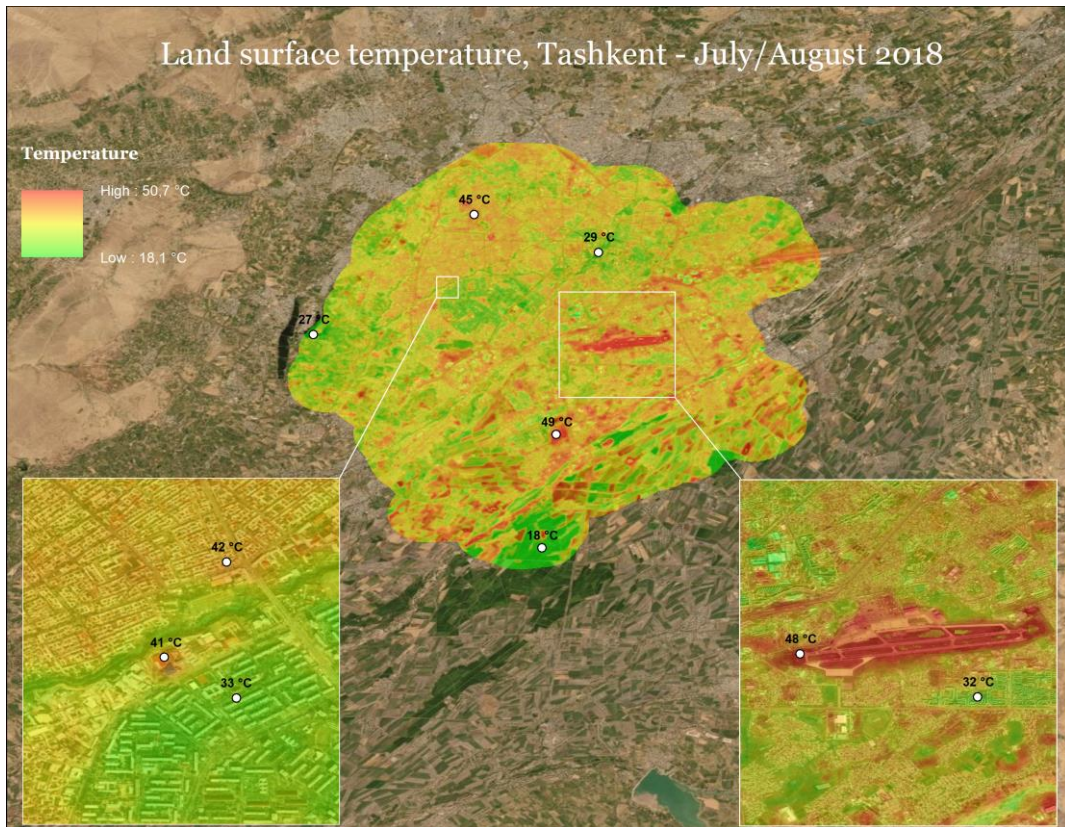 Land surface temperature, Tashkent - July/August 2018
Temperature
High : 50,7 °C
Low : 18,1 °C
45 °C
29 °C
27 °C
49 °C
18 °C
42 °C
41 °C
33 °C
48 °C
32 °C